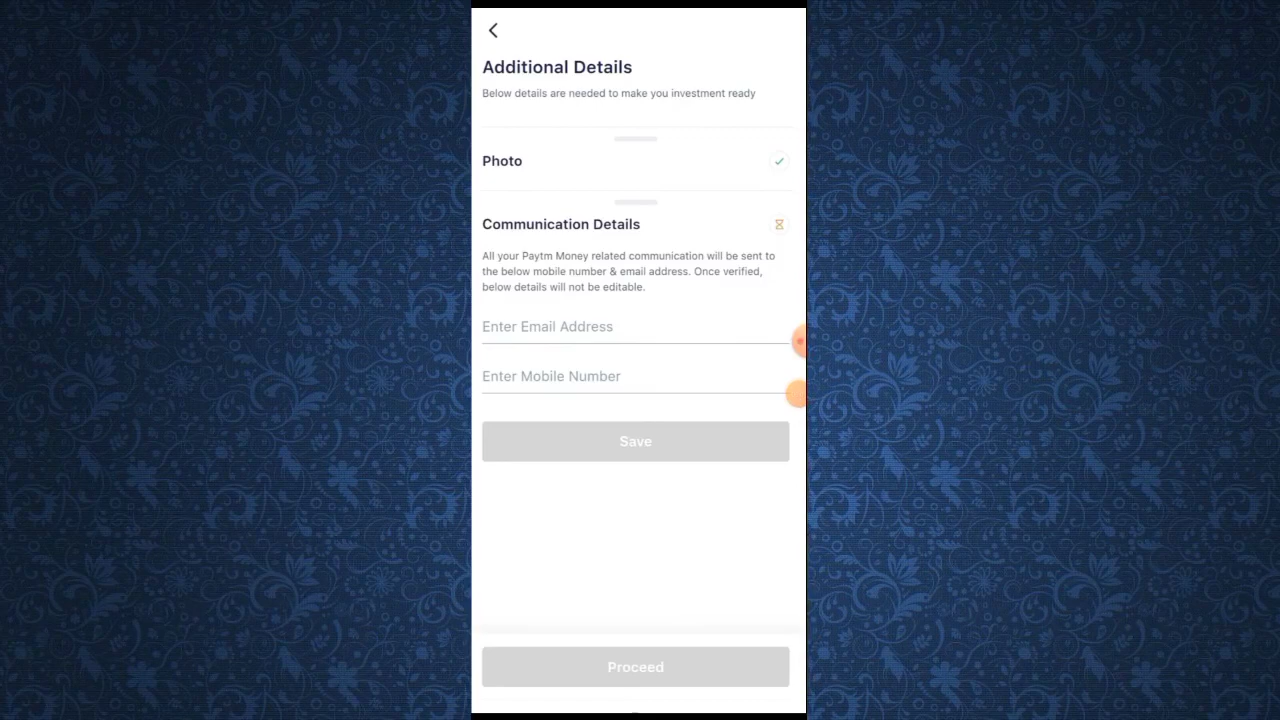 Additional Details
Below details are needed to make you investment ready
Photo
Communication Details
All your Paytm Money related communication will be sent to
the below mobile number & email address. Once verified,
below details will not be editable.
Enter Email Address
Enter Mobile Number
Save
Proceed